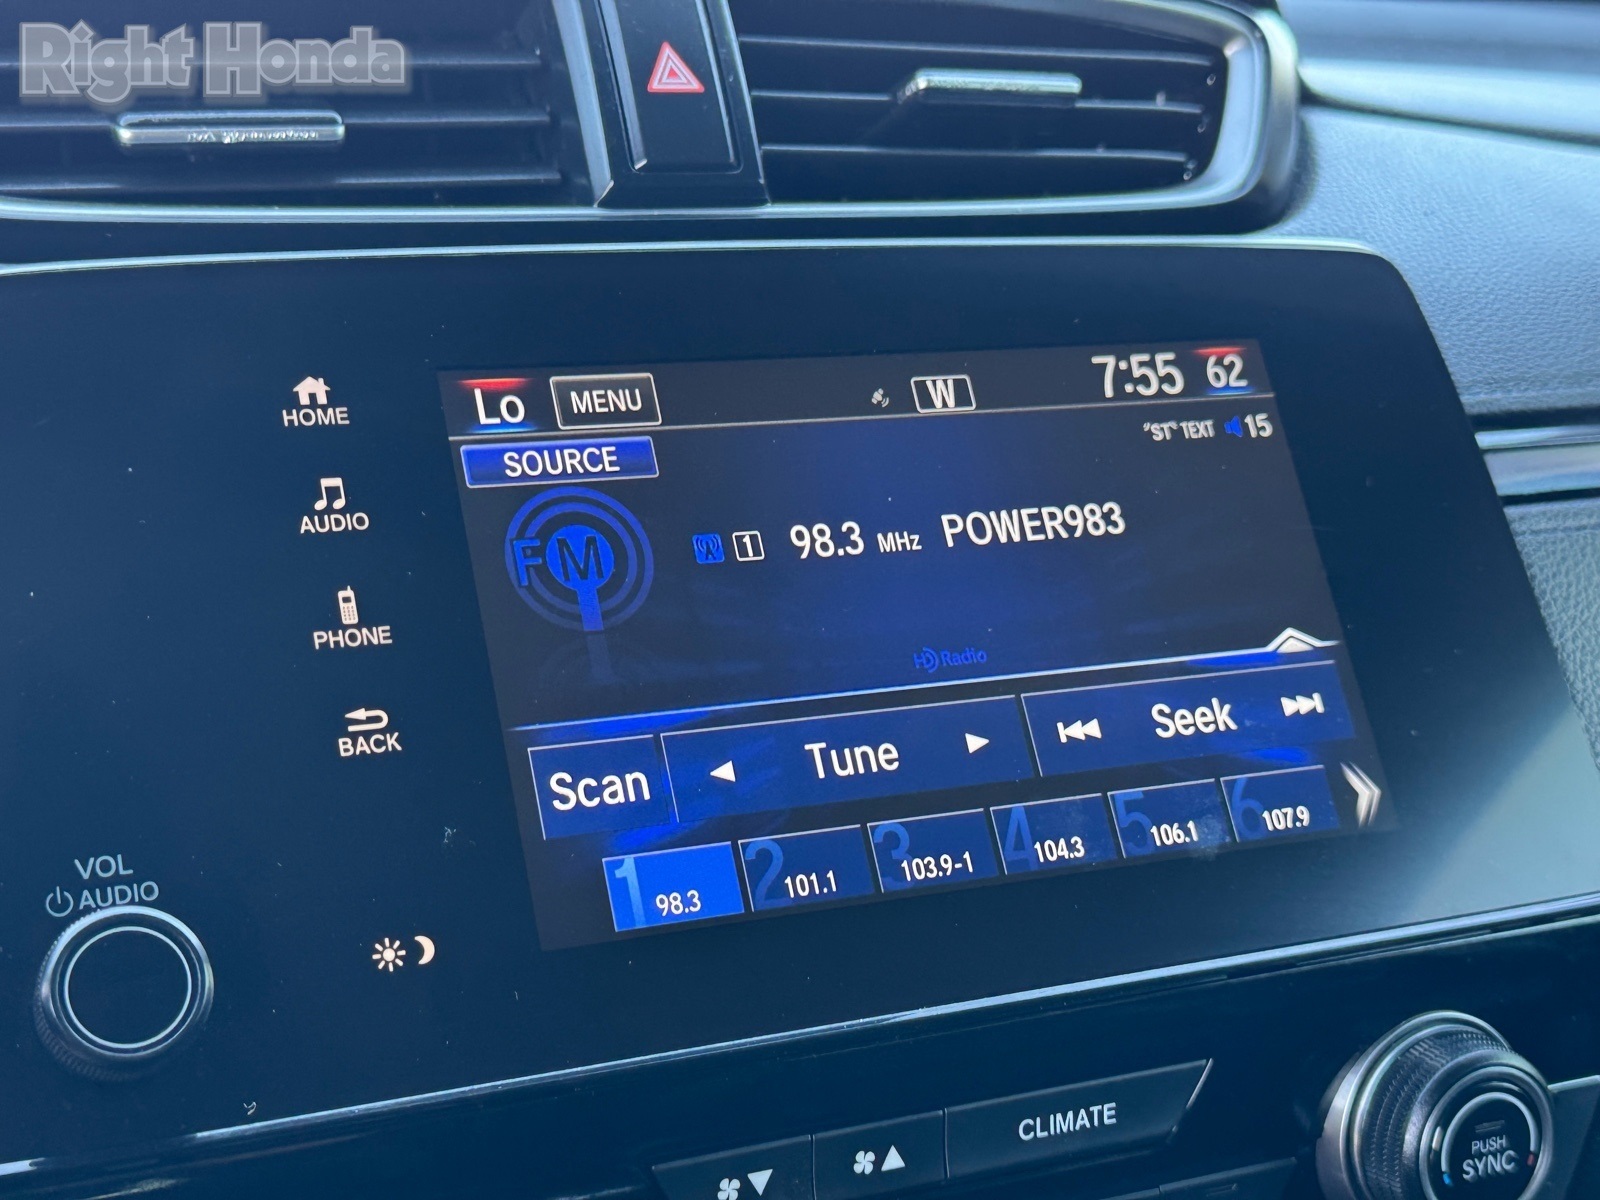 Right Honda
HOME
AUDIO
PHONE
BACK
VOL
AUDIO
Lo
MENU
W
7:55
62
SOURCE
"ST" TEXT
15
FM
1
98.3 MHz
POWER983
HD Radio
Scan
Tune
Seek
1 98.3
2 101.1
3 103.9-1
4 104.3
5 106.1
6 107.9
CLIMATE
PUSH
SYNC